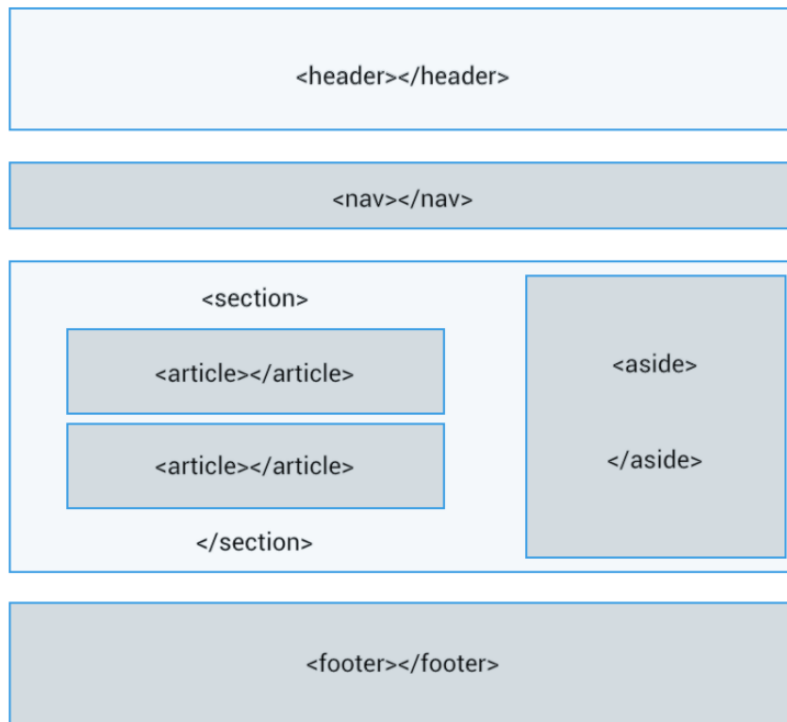 <header></header>
<nav></nav>
<section>
<article></article>
<article></article>
</section>
<aside>
</aside>
<footer></footer>